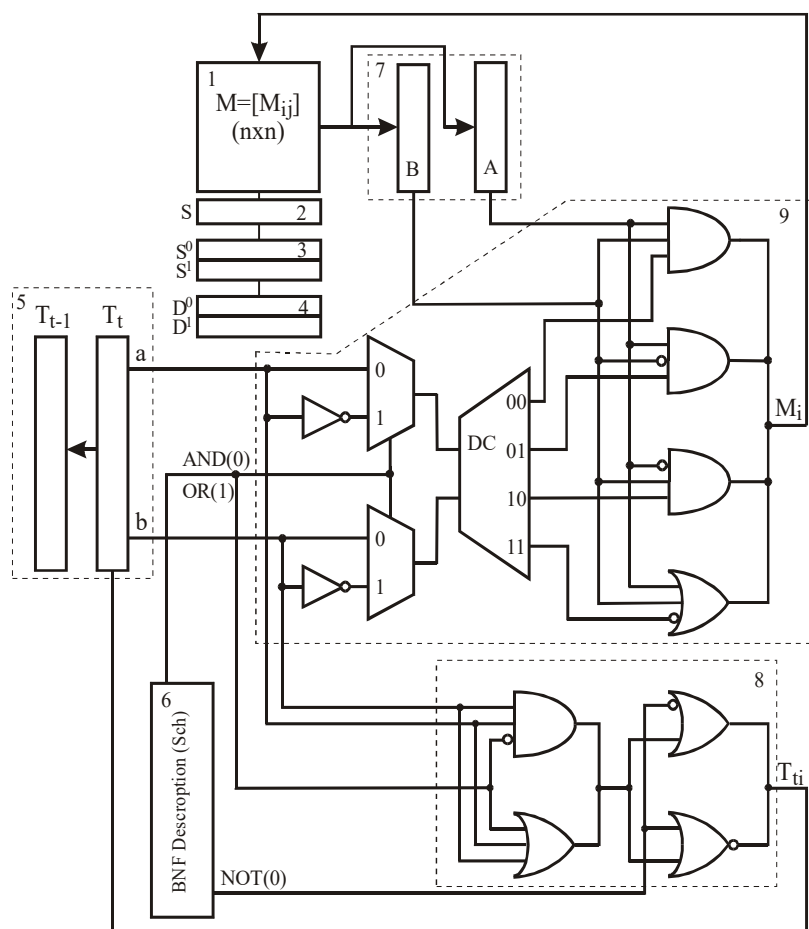 1
M=[Mij]
(nxn)
7
B
A
S
2
S0
3
S1
D0
4
D1
9
5
Tt-1
Tt
a
0
1
00
DC
01
10
11
Mi
AND(0)
OR(1)
b
0
1
6
BNF Descroption (Sch)
8
Tti
NOT(0)